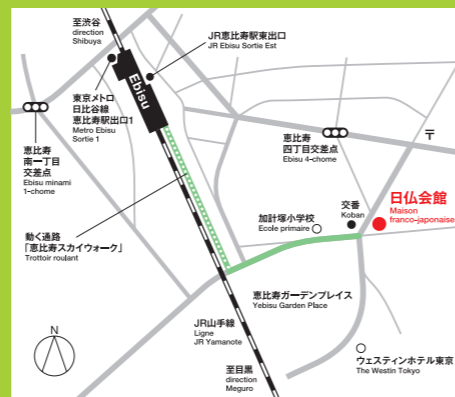 至渋谷
direction
Shibuya
JR恵比寿駅東出口
JR Ebisu Sortie Est
Ebisu
東京メトロ
日比谷線
恵比寿駅出口1
Metro Ebisu
Sortie 1
恵比寿
南一丁目
交差点
Ebisu minami
1-chome
恵比寿
四丁目交差点
Ebisu 4-chome
〒
日仏会館
Maison
franco-japonaise
交番
Koban
加計塚小学校
Ecole primaire
動く通路
「恵比寿スカイウォーク」
Trottoir roulant
恵比寿ガーデンプレイス
Yebisu Garden Place
JR山手線
Ligne
JR Yamanote
ウェスティンホテル東京
The Westin Tokyo
至目黒
direction
Meguro
N